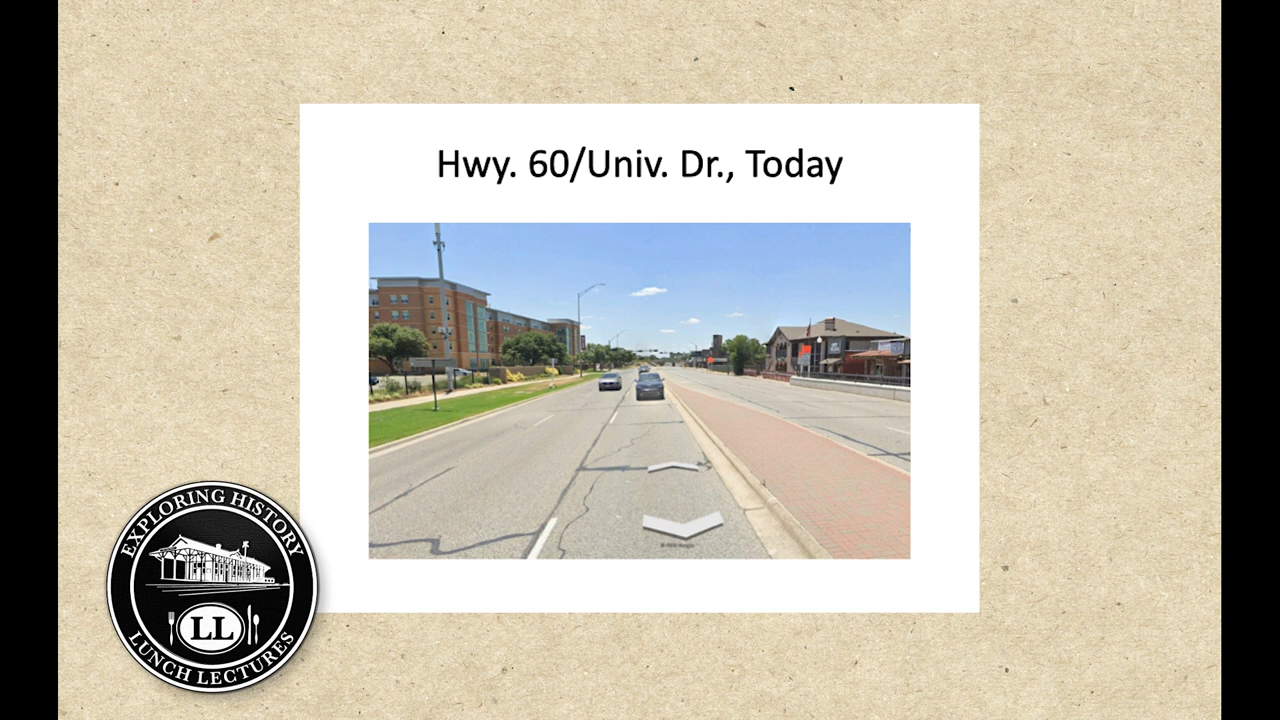 Hwy. 60/Univ. Dr., Today
EXPLORING HISTORY
LL
LUNCH LECTURES